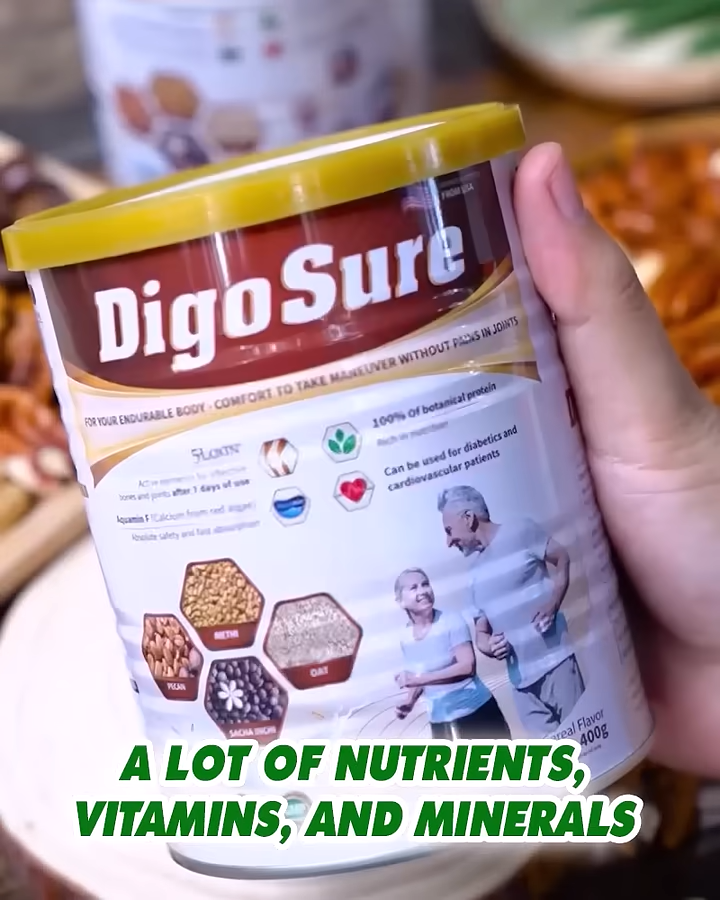 FROM USA
DigoSure
FOR YOUR ENDURABLE BODY - COMFORT TO TAKE MANEUVER WITHOUT PAINS IN JOINTS
5-LOXIN
Active elements for effective
bones and joints after 7 days of use
Aquamin F (Calcium from red algae)
Absolute safety and fast absorption
100% Of botanical protein
Rich in nutrition
Can be used for diabetics and
cardiovascular patients
METHI
PECAN
OAT
SACHA INCHI
Cereal Flavor
400g
A LOT OF NUTRIENTS,
VITAMINS, AND MINERALS